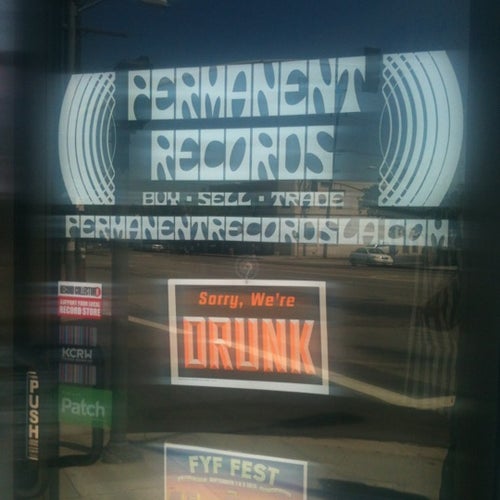 PERMANENT
RECORDS
BUY · SELL · TRADE
PERMANENTRECORDSLA.COM
Sorry, We're
DRUNK
SUPPORT YOUR LOCAL
RECORD STORE
KCRW
Patch
PUSH
FYF FEST